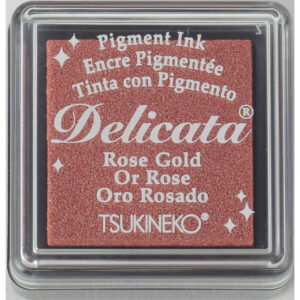 Pigment Ink
Encre Pigmentée
Tinta con Pigmento
Delicata®
Rose Gold
Or Rose
Oro Rosado
TSUKINEKO®